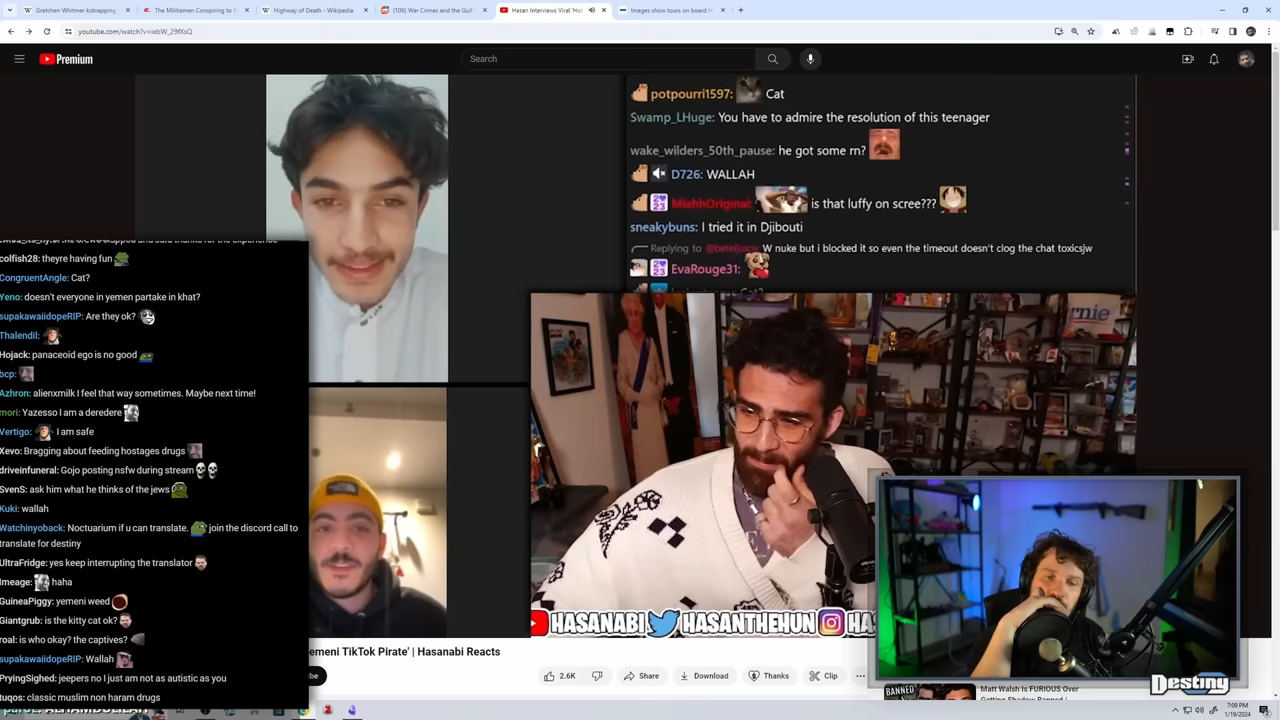 Gretchen Whitmer kidnapping
The Militiamen Conspiring to K
Highway of Death - Wikipedia
(108) War Crimes and the Gulf
Hasan Interviews Viral 'Hot
Images show tours on board H
youtube.com/watch?v=iebW_29fXsQ
Premium
Search
potpourri1597: Cat
Swamp_LHuge: You have to admire the resolution of this teenager
wake_wilders_50th_pause: he got some rn?
D726: WALLAH
MiahhOriginal: is that luffy on scree???
sneakybuns: I tried it in Djibouti
Replying to @beteljuice: W nuke but i blocked it so even the timeout doesn't clog the chat toxicsjw
EvaRouge31:
colfish28: theyre having fun
CongruentAngle: Cat?
Yeno: doesn't everyone in yemen partake in khat?
supakawaiidopeRIP: Are they ok?
Thalendil:
Hojack: panaceoid ego is no good
bcp:
Azhron: alienxmilk I feel that way sometimes. Maybe next time!
mori: Yazesso I am a deredere
Vertigo: I am safe
Xevo: Bragging about feeding hostages drugs
driveinfuneral: Gojo posting nsfw during stream
SvenS: ask him what he thinks of the jews
Kuki: wallah
Watchinyoback: Noctuarium if u can translate. join the discord call to
translate for destiny
UltraFridge: yes keep interrupting the translator
Imeage: haha
GuineaPiggy: yemeni weed
Giantgrub: is the kitty cat ok?
roal: is who okay? the captives?
supakawaiidopeRIP: Wallah
PryingSighed: jeepers no I just am not as autistic as you
tuqos: classic muslim non haram drugs
ernie
HASANABI HASANTHEHUN HASA
emeni TikTok Pirate' | Hasanabi Reacts
be
2.6K
Share
Download
Thanks
Clip
BANNED
Matt Walsh is FURIOUS Over
Destiny
7:09 PM
1/19/2024